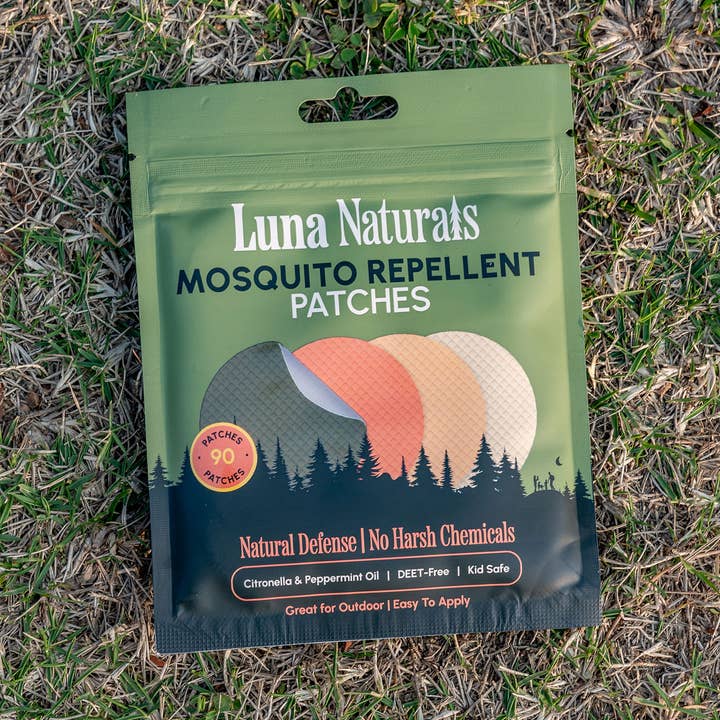 Luna Naturals
MOSQUITO REPELLENT
PATCHES
PATCHES
90
PATCHES
Natural Defense | No Harsh Chemicals
Citronella & Peppermint Oil | DEET-Free | Kid Safe
Great for Outdoor | Easy To Apply